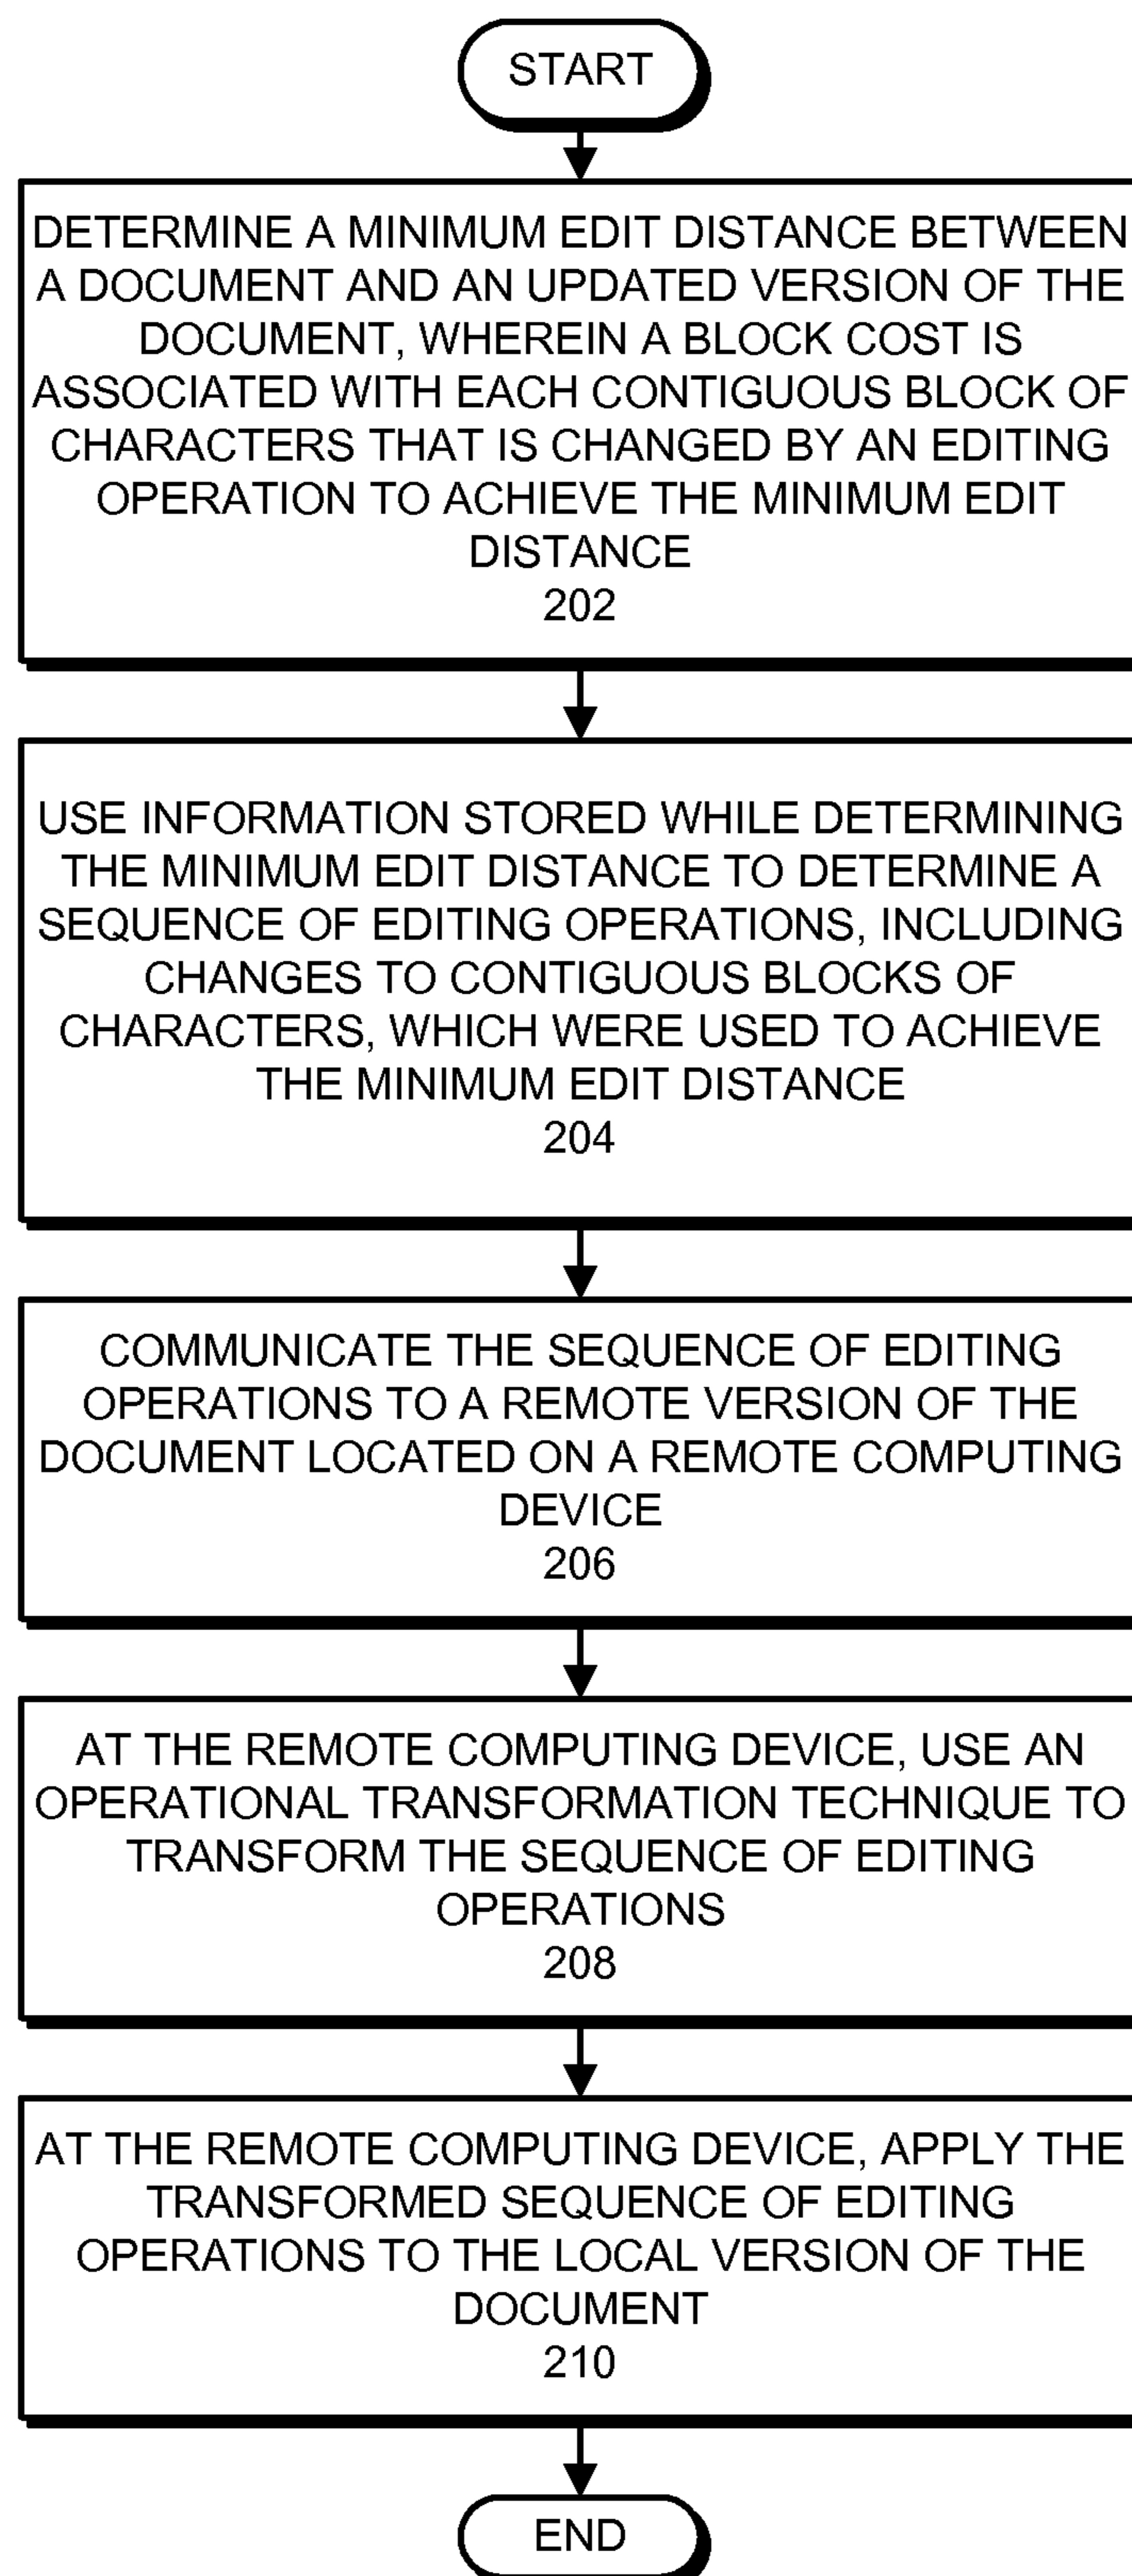 START
DETERMINE A MINIMUM EDIT DISTANCE BETWEEN
A DOCUMENT AND AN UPDATED VERSION OF THE
DOCUMENT, WHEREIN A BLOCK COST IS
ASSOCIATED WITH EACH CONTIGUOUS BLOCK OF
CHARACTERS THAT IS CHANGED BY AN EDITING
OPERATION TO ACHIEVE THE MINIMUM EDIT
DISTANCE
202
USE INFORMATION STORED WHILE DETERMINING
THE MINIMUM EDIT DISTANCE TO DETERMINE A
SEQUENCE OF EDITING OPERATIONS, INCLUDING
CHANGES TO CONTIGUOUS BLOCKS OF
CHARACTERS, WHICH WERE USED TO ACHIEVE
THE MINIMUM EDIT DISTANCE
204
COMMUNICATE THE SEQUENCE OF EDITING
OPERATIONS TO A REMOTE VERSION OF THE
DOCUMENT LOCATED ON A REMOTE COMPUTING
DEVICE
206
AT THE REMOTE COMPUTING DEVICE, USE AN
OPERATIONAL TRANSFORMATION TECHNIQUE TO
TRANSFORM THE SEQUENCE OF EDITING
OPERATIONS
208
AT THE REMOTE COMPUTING DEVICE, APPLY THE
TRANSFORMED SEQUENCE OF EDITING
OPERATIONS TO THE LOCAL VERSION OF THE
DOCUMENT
210
END